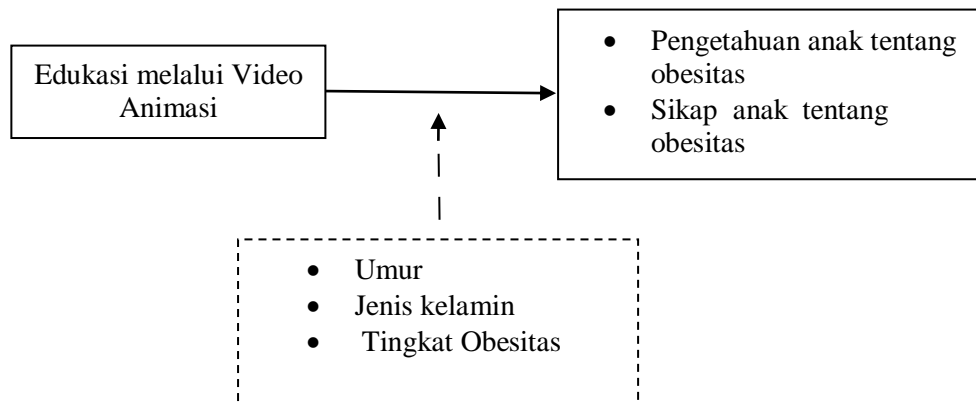 Edukasi melalui Video
Animasi
• Pengetahuan anak tentang
obesitas
• Sikap anak tentang
obesitas
• Umur
• Jenis kelamin
• Tingkat Obesitas